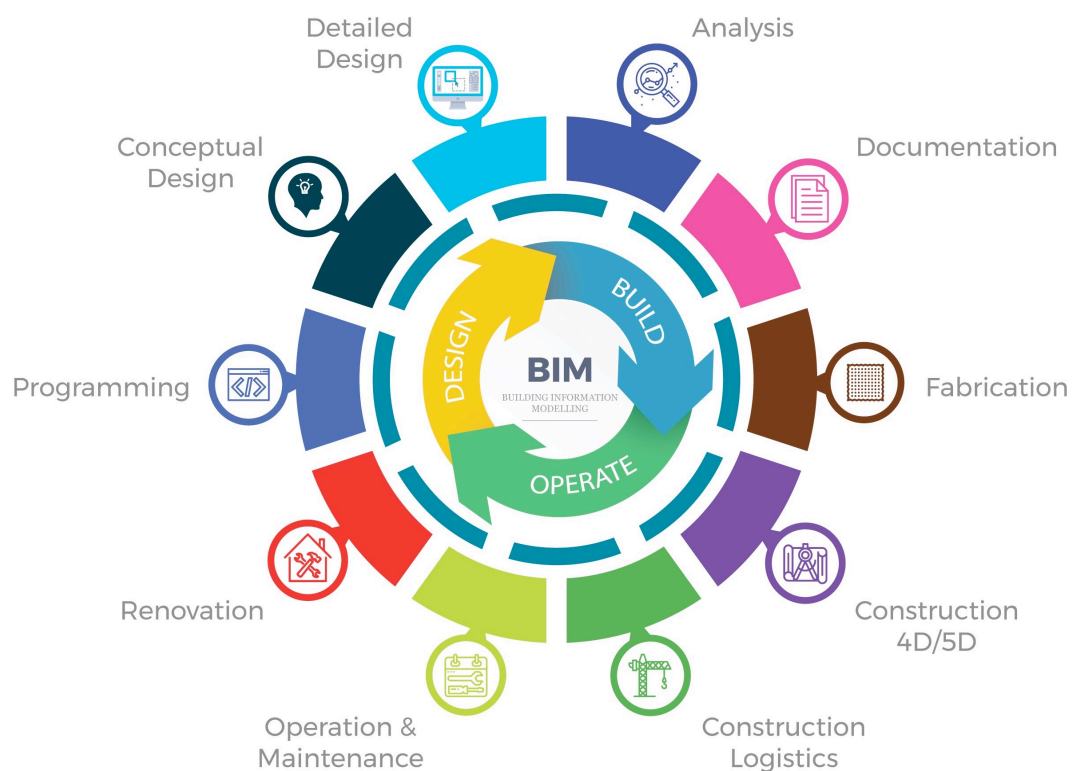 Detailed
Design
Analysis
Conceptual
Design
Documentation
Programming
Fabrication
DESIGN
BUILD
OPERATE
BIM
BUILDING INFORMATION
MODELLING
Renovation
Construction
4D/5D
Operation &
Maintenance
Construction
Logistics